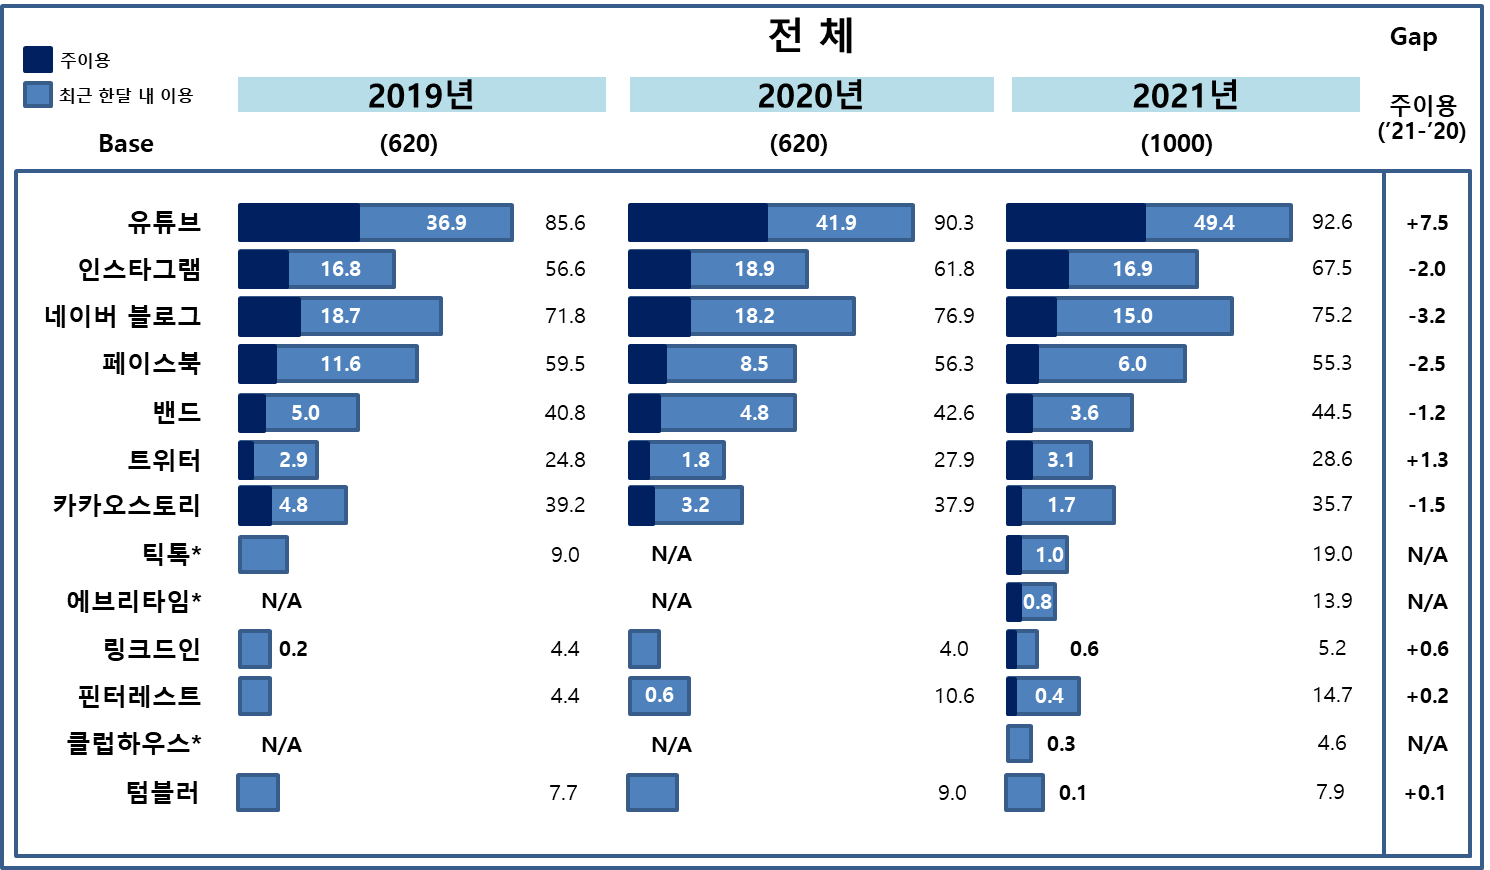 전 체
Gap
주이용
최근 한달 내 이용
2019년 2020년 2021년
주이용
('21-'20)
Base (620) (620) (1000)
유튜브 36.9 85.6 41.9 90.3 49.4 92.6 +7.5
인스타그램 16.8 56.6 18.9 61.8 16.9 67.5 -2.0
네이버 블로그 18.7 71.8 18.2 76.9 15.0 75.2 -3.2
페이스북 11.6 59.5 8.5 56.3 6.0 55.3 -2.5
밴드 5.0 40.8 4.8 42.6 3.6 44.5 -1.2
트위터 2.9 24.8 1.8 27.9 3.1 28.6 +1.3
카카오스토리 4.8 39.2 3.2 37.9 1.7 35.7 -1.5
틱톡* 9.0 N/A 1.0 19.0 N/A
에브리타임* N/A N/A 0.8 13.9 N/A
링크드인 0.2 4.4 4.0 0.6 5.2 +0.6
핀터레스트 4.4 0.6 10.6 0.4 14.7 +0.2
클럽하우스* N/A N/A 0.3 4.6 N/A
텀블러 7.7 9.0 0.1 7.9 +0.1